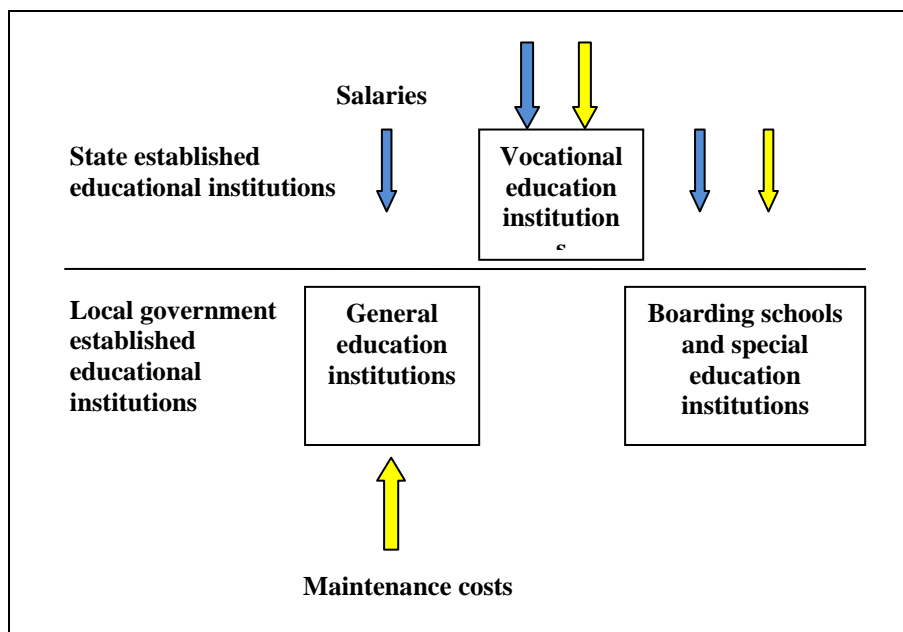 Salaries
State established
educational institutions
Vocational
education
institution
s
Local government
established
educational
institutions
General
education
institutions
Boarding schools
and special
education
institutions
Maintenance costs